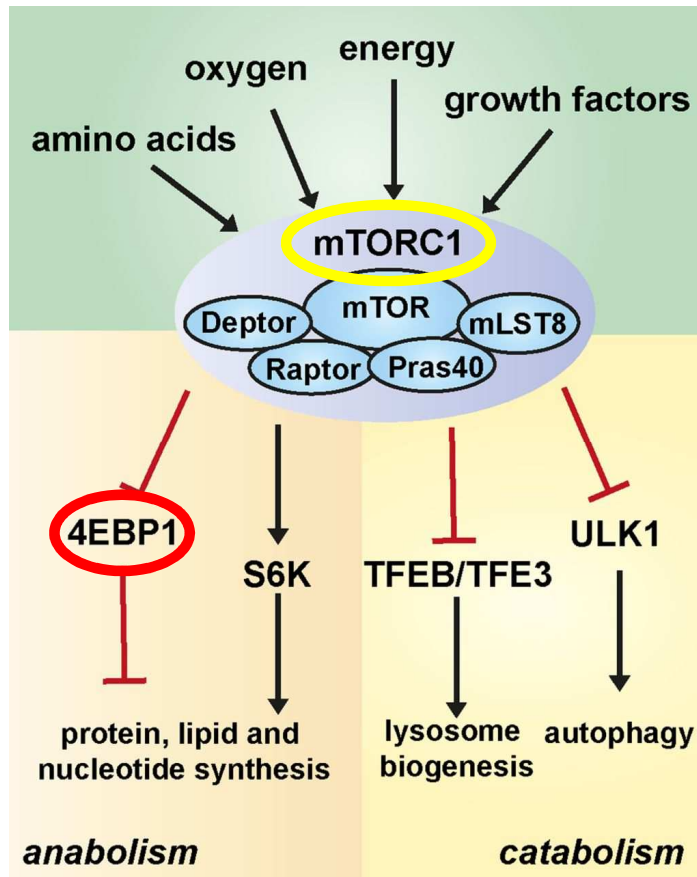 energy
oxygen
growth factors
amino acids
mTORC1
mTOR
Deptor
mLST8
Raptor
Pras40
4EBP1
ULK1
S6K
TFEB/TFE3
protein, lipid and
nucleotide synthesis
lysosome
biogenesis
autophagy
anabolism
catabolism